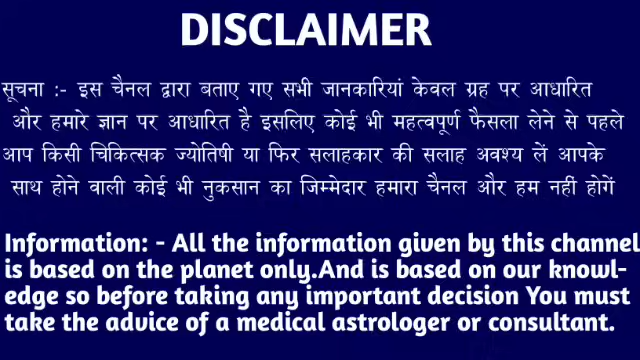 DISCLAIMER
सूचना :- इस चैनल द्वारा बताए गए सभी जानकारियां केवल ग्रह पर आधारित
और हमारे ज्ञान पर आधारित है इसलिए कोई भी महत्वपूर्ण फैसला लेने से पहले
आप किसी चिकित्सक ज्योतिषी या फिर सलाहकार की सलाह अवश्य लें आपके
साथ होने वाली कोई भी नुकसान का जिम्मेदार हमारा चैनल और हम नहीं होगें
Information: - All the information given by this channel
is based on the planet only.And is based on our knowl-
edge so before taking any important decision You must
take the advice of a medical astrologer or consultant.